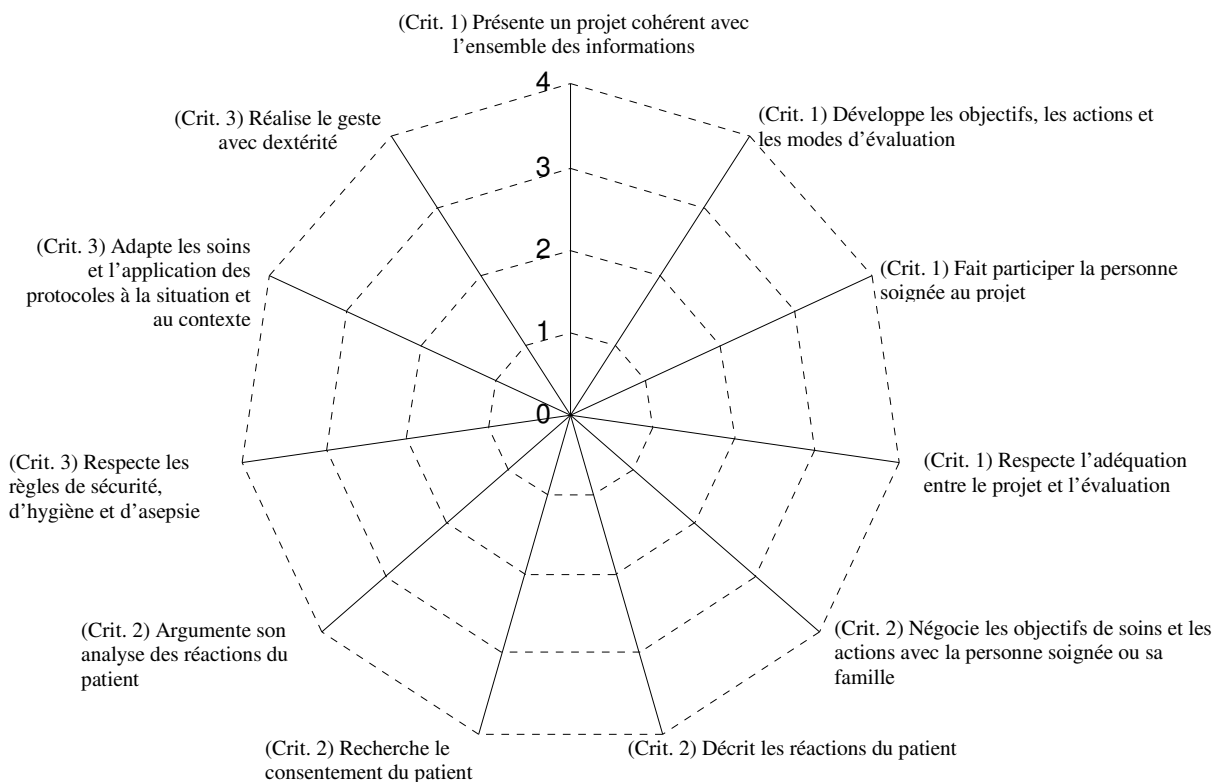 (Crit. 1) Présente un projet cohérent avec
l’ensemble des informations
4
(Crit. 3) Réalise le geste
avec dextérité
(Crit. 1) Développe les objectifs, les actions et
les modes d’évaluation
3
(Crit. 3) Adapte les soins
et l’application des
protocoles à la situation et
au contexte
2
(Crit. 1) Fait participer la personne
soignée au projet
1
0
(Crit. 3) Respecte les
règles de sécurité,
d’hygiène et d’asepsie
(Crit. 1) Respecte l’adéquation
entre le projet et l’évaluation
(Crit. 2) Argumente son
analyse des réactions du
patient
(Crit. 2) Négocie les objectifs de soins et les
actions avec la personne soignée ou sa
famille
(Crit. 2) Recherche le
consentement du patient
(Crit. 2) Décrit les réactions du patient